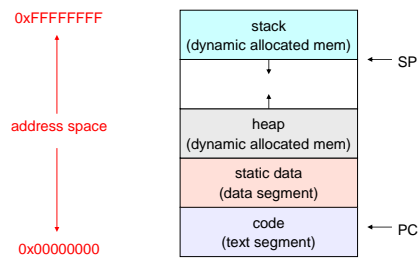 0xFFFFFFFF
stack
(dynamic allocated mem)
SP
address space
heap
(dynamic allocated mem)
static data
(data segment)
code
(text segment)
PC
0x00000000